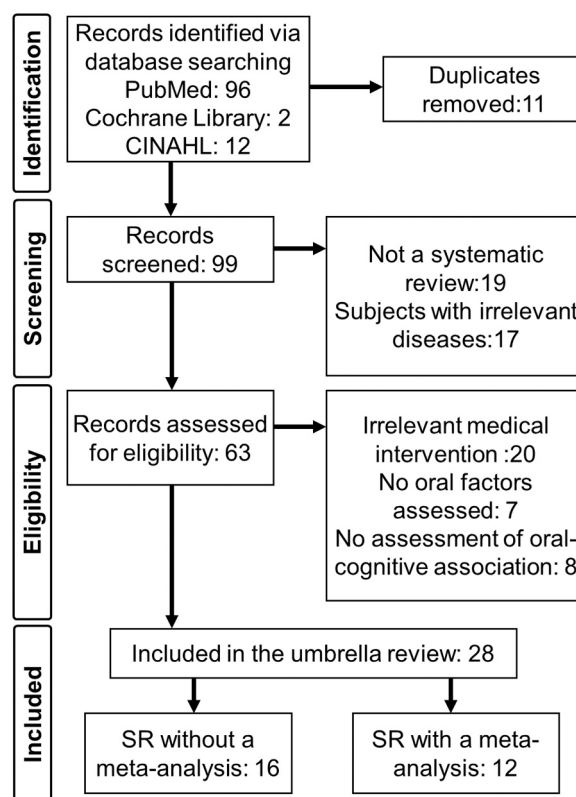 Identification
Records identified via
database searching
PubMed: 96
Cochrane Library: 2
CINAHL: 12
Duplicates
removed:11
Screening
Records
screened: 99
Not a systematic
review:19
Subjects with irrelevant
diseases:17
Eligibility
Records assessed
for eligibility: 63
Irrelevant medical
intervention :20
No oral factors
assessed: 7
No assessment of oral-
cognitive association: 8
Included
Included in the umbrella review: 28
SR without a
meta-analysis: 16
SR with a meta-
analysis: 12